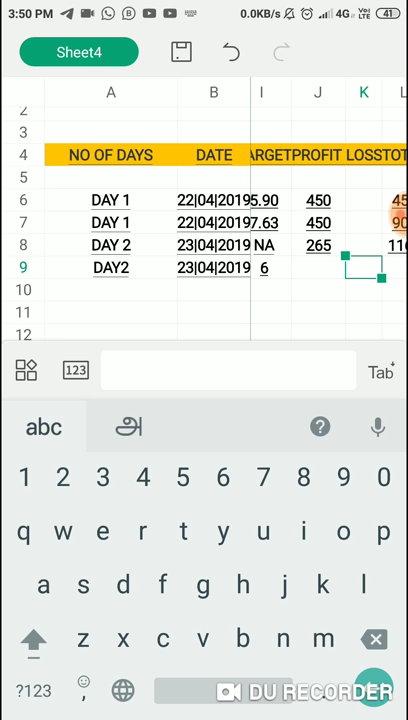 3:50 PM 0.0KB/s 4G Vo) LTE 41
Sheet4
A B I J K L
2
3
4 NO OF DAYS DATE ARGET PROFIT LOSS TOT
5
6 DAY 1 22|04|2019 5.90 450 45
7 DAY 1 22|04|2019 7.63 450 90
8 DAY 2 23|04|2019 NA 265 116
9 DAY2 23|04|2019 6
10
11
12
123 Tab
abc அ ?
1 2 3 4 5 6 7 8 9 0
q w e r t y u i o p
a s d f g h j k l
z x c v b n m
?123 , .
DU RECORDER